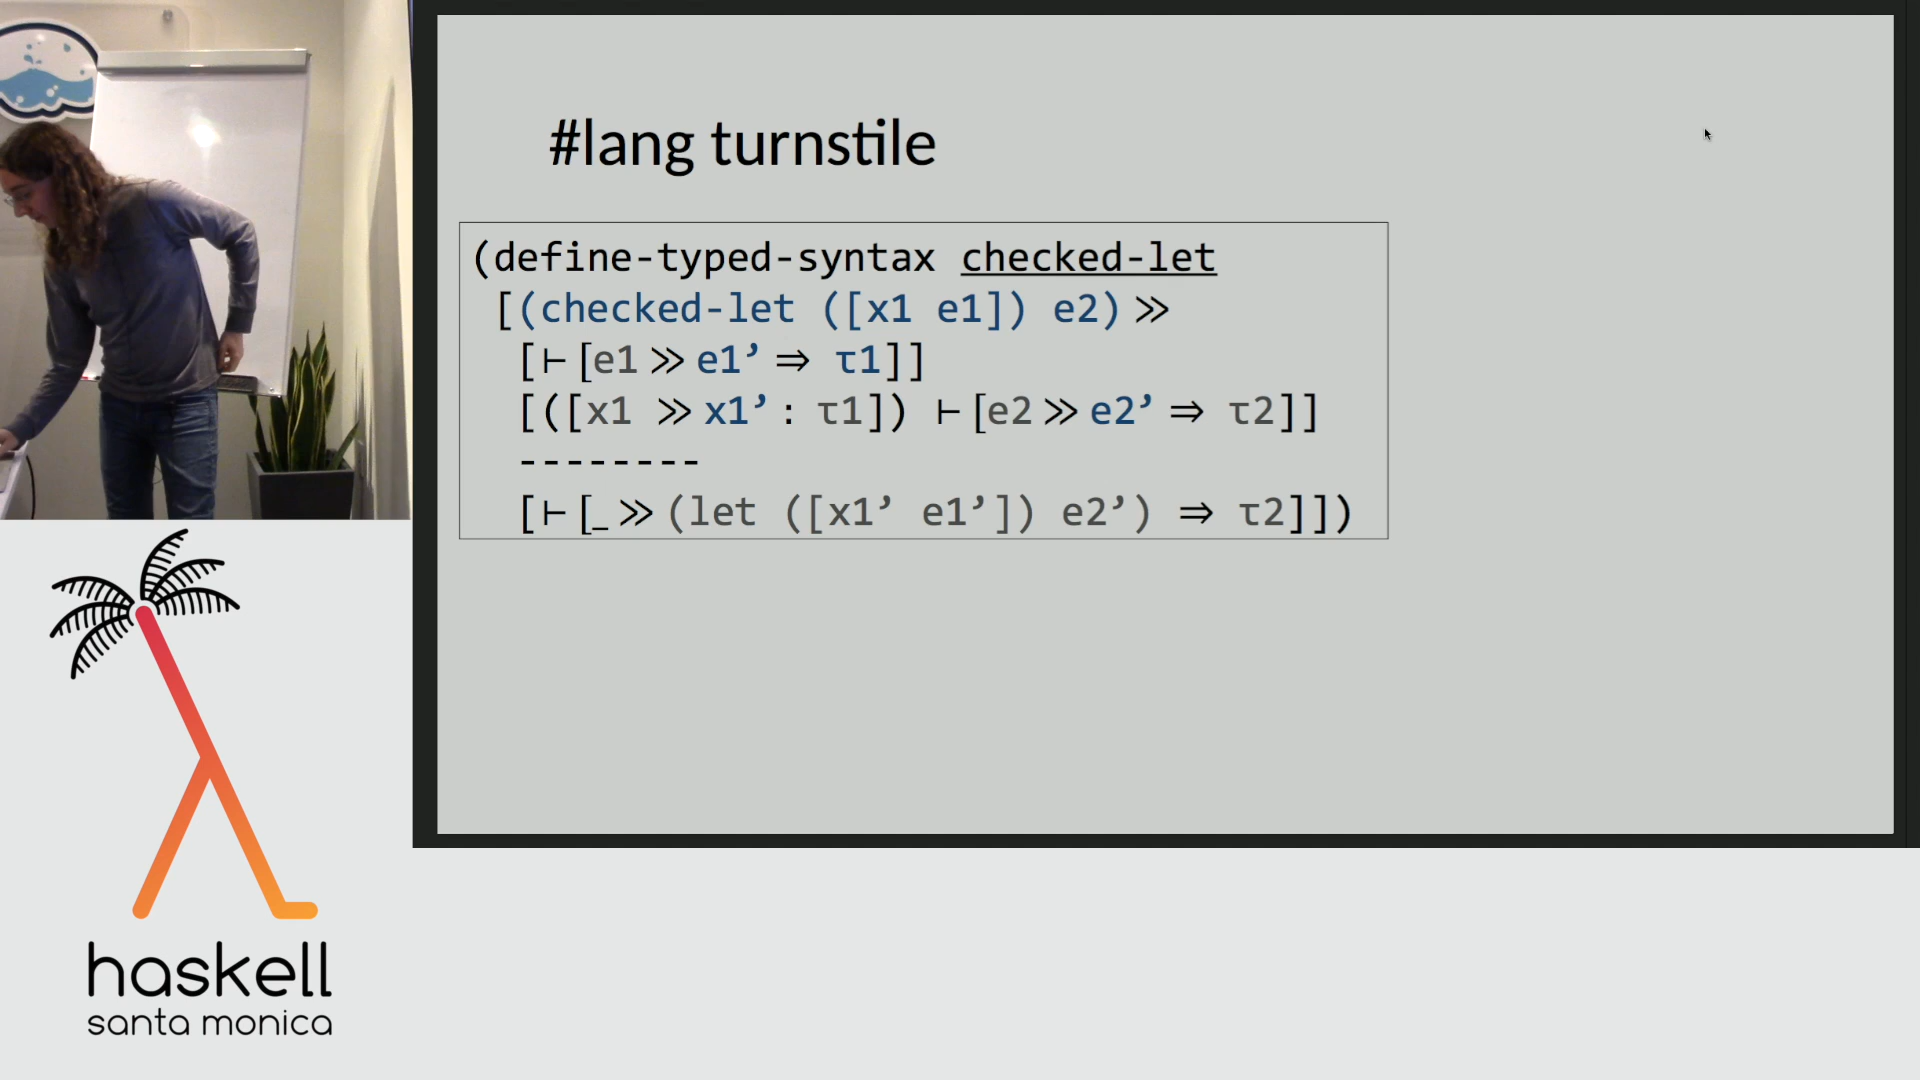 #lang turnstile
(define-typed-syntax checked-let
[(checked-let ([x1 e1]) e2) ≫
[⊢[e1 ≫ e1’ ⇒ τ1]]
[([x1 ≫ x1’ : τ1]) ⊢[e2 ≫ e2’ ⇒ τ2]]
--------
[⊢[_ ≫ (let ([x1’ e1’]) e2’) ⇒ τ2]])
haskell
santa monica